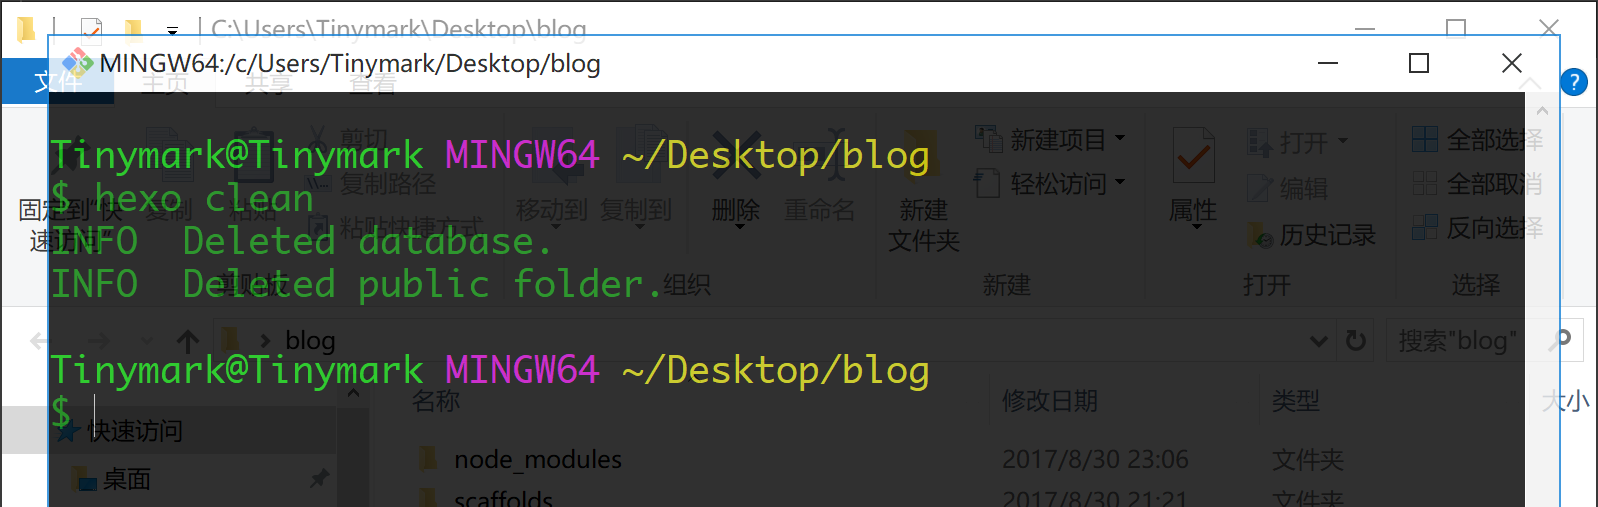 C:\Users\Tinymark\Desktop\blog
MINGW64:/c/Users/Tinymark/Desktop/blog
文件 主页 共享 查看
Tinymark@Tinymark MINGW64 ~/Desktop/blog
$ hexo clean
INFO  Deleted database.
INFO  Deleted public folder.
Tinymark@Tinymark MINGW64 ~/Desktop/blog
$
固定到"快
速访问"
复制
粘贴
剪切
复制路径
粘贴快捷方式
剪贴板
移动到
复制到
删除
重命名
组织
新建
文件夹
新建项目
轻松访问
新建
属性
打开
编辑
历史记录
打开
全部选择
全部取消
反向选择
选择
blog
搜索"blog"
名称 修改日期 类型 大小
快速访问
桌面
node_modules 2017/8/30 23:06 文件夹
scaffolds 2017/8/30 21:21 文件夹